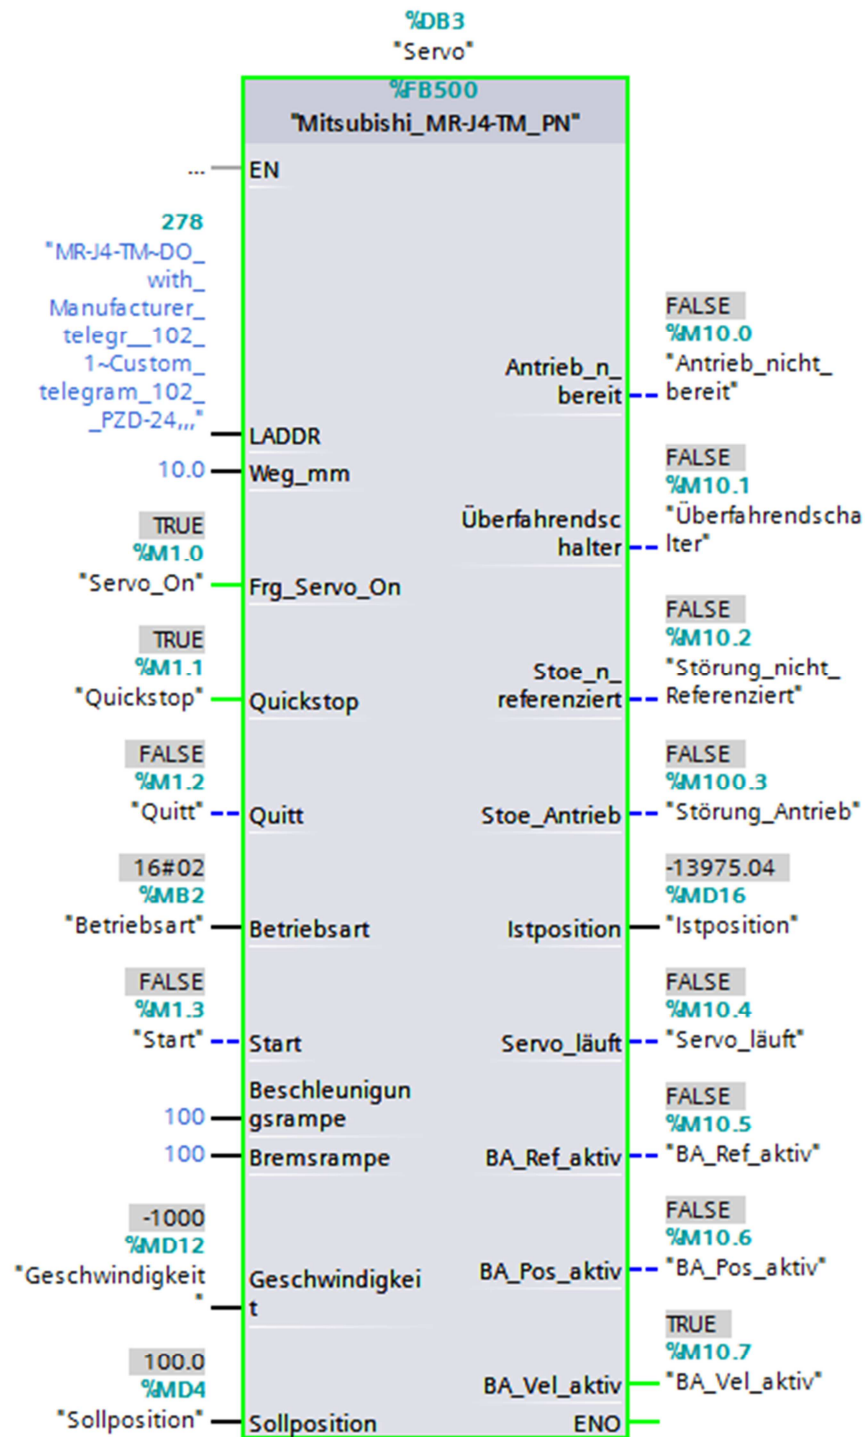 %DB3
"Servo"
%FB500
"Mitsubishi_MR-J4-TM_PN"
...
EN
278
"MR-J4-TM~DO_
with_
Manufacturer_
telegr__102_
1~Custom_
telegram_102_
_PZD-24,,,"
LADDR
10.0
Weg_mm
TRUE
%M1.0
"Servo_On"
Frg_Servo_On
TRUE
%M1.1
"Quickstop"
Quickstop
FALSE
%M1.2
"Quitt"
Quitt
16#02
%MB2
"Betriebsart"
Betriebsart
FALSE
%M1.3
"Start"
Start
Beschleunigun
gsrampe
100
100
Bremsrampe
-1000
%MD12
"Geschwindigkeit
"
Geschwindigkei
t
100.0
%MD4
"Sollposition"
Sollposition
Antrieb_n_
bereit
FALSE
%M10.0
"Antrieb_nicht_
bereit"
Überfahrendsc
halter
FALSE
%M10.1
"Überfahrendscha
lter"
Stoe_n_
referenziert
FALSE
%M10.2
"Störung_nicht_
Referenziert"
Stoe_Antrieb
FALSE
%M100.3
"Störung_Antrieb"
Istposition
-13975.04
%MD16
"Istposition"
Servo_läuft
FALSE
%M10.4
"Servo_läuft"
BA_Ref_aktiv
FALSE
%M10.5
"BA_Ref_aktiv"
BA_Pos_aktiv
FALSE
%M10.6
"BA_Pos_aktiv"
BA_Vel_aktiv
TRUE
%M10.7
"BA_Vel_aktiv"
ENO